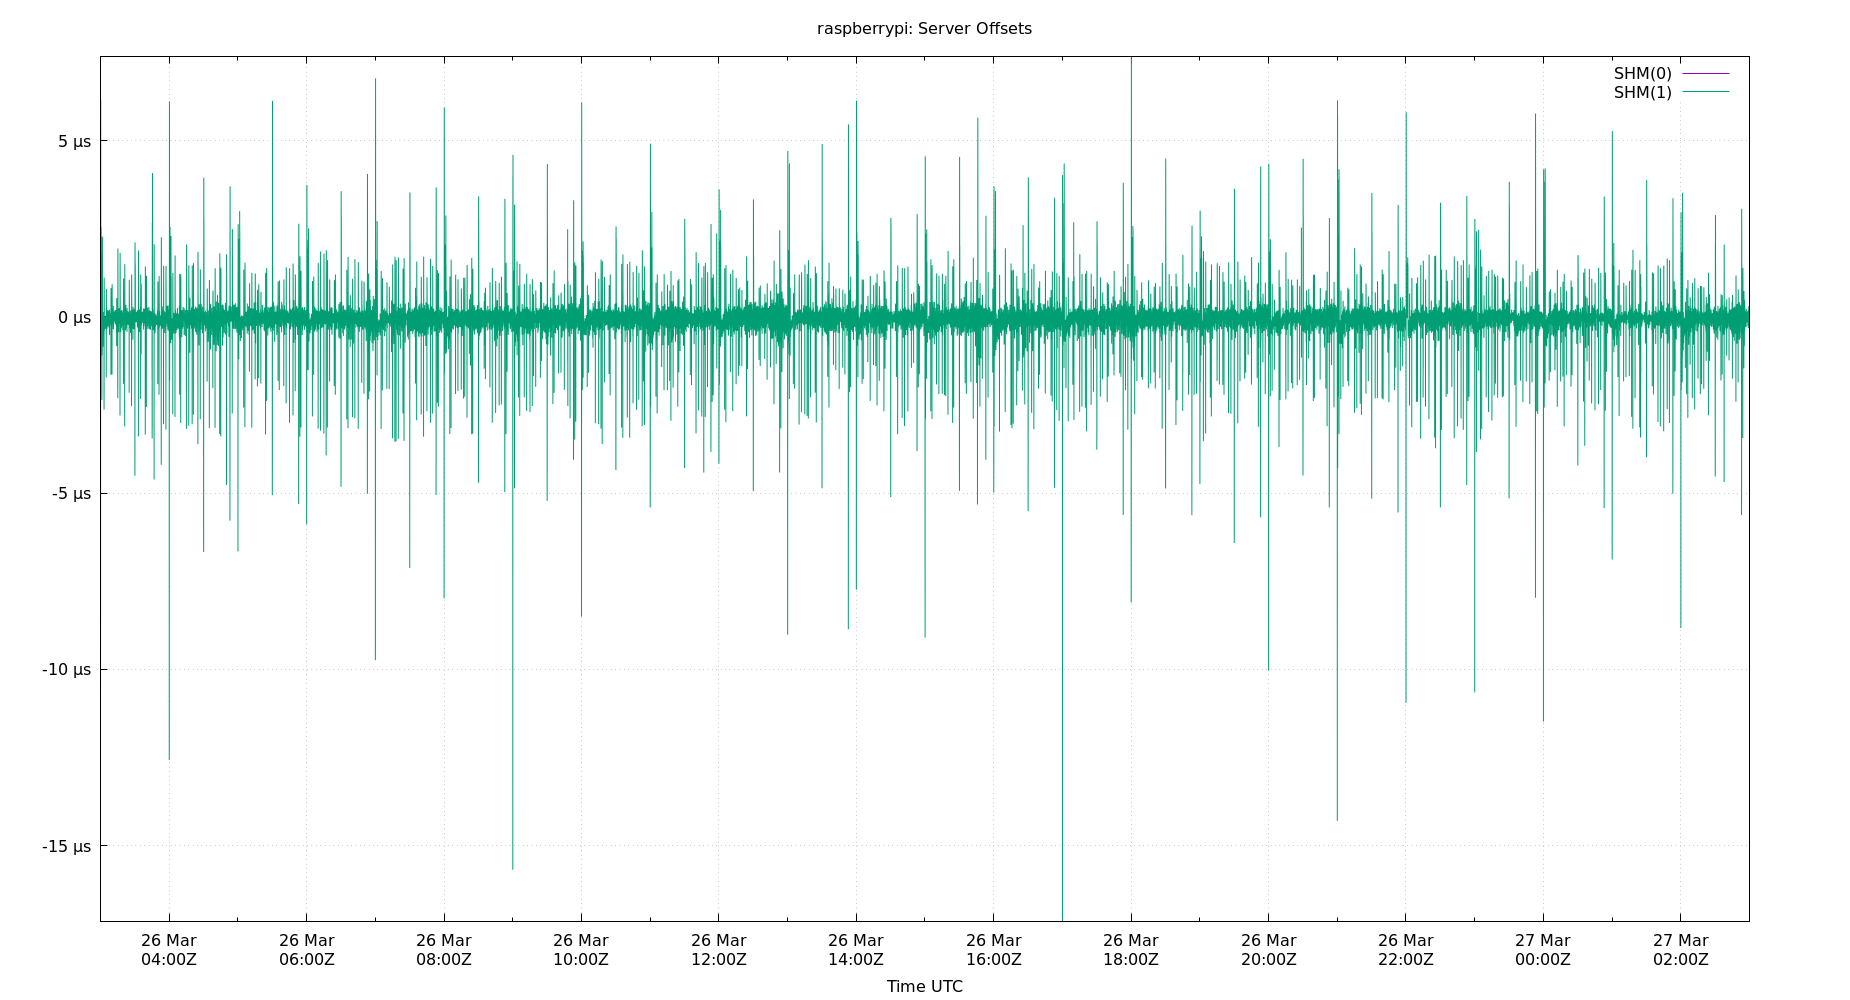 raspberrypi: Server Offsets
SHM(0)
SHM(1)
5 µs
0 µs
-5 µs
-10 µs
-15 µs
26 Mar 26 Mar 26 Mar 26 Mar 26 Mar 26 Mar 26 Mar 26 Mar 26 Mar 26 Mar 27 Mar 27 Mar
04:00Z 06:00Z 08:00Z 10:00Z 12:00Z 14:00Z 16:00Z 18:00Z 20:00Z 22:00Z 00:00Z 02:00Z
Time UTC